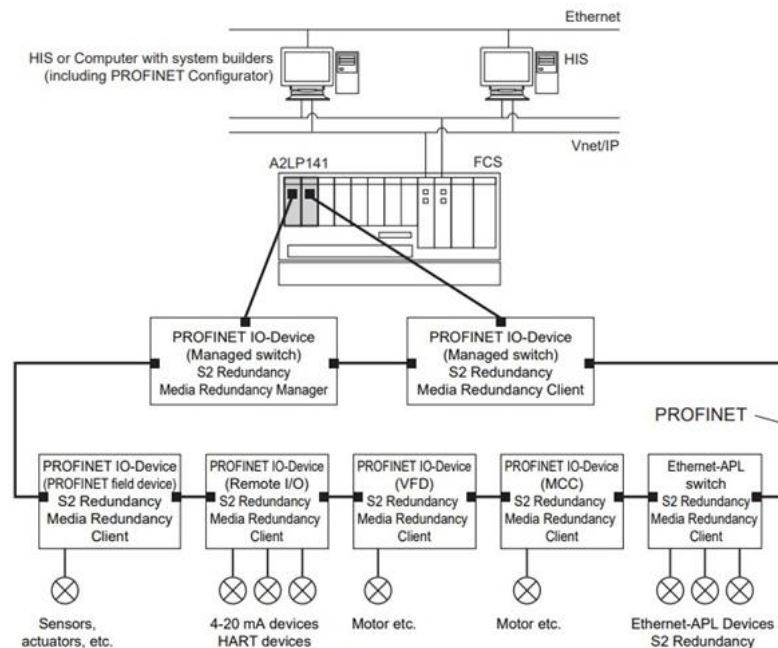 Ethernet
HIS or Computer with system builders
(including PROFINET Configurator)
HIS
Vnet/IP
A2LP141
FCS
PROFINET IO-Device
(Managed switch)
S2 Redundancy
Media Redundancy Manager
PROFINET IO-Device
(Managed switch)
S2 Redundancy
Media Redundancy Client
PROFINET
PROFINET IO-Device
(PROFINET field device)
S2 Redundancy
Media Redundancy
Client
PROFINET IO-Device
(Remote I/O)
S2 Redundancy
Media Redundancy
Client
PROFINET IO-Device
(VFD)
S2 Redundancy
Media Redundancy
Client
PROFINET IO-Device
(MCC)
S2 Redundancy
Media Redundancy
Client
Ethernet-APL
switch
S2 Redundancy
Media Redundancy
Client
Sensors,
actuators, etc.
4-20 mA devices
HART devices
Motor etc.
Motor etc.
Ethernet-APL Devices
S2 Redundancy